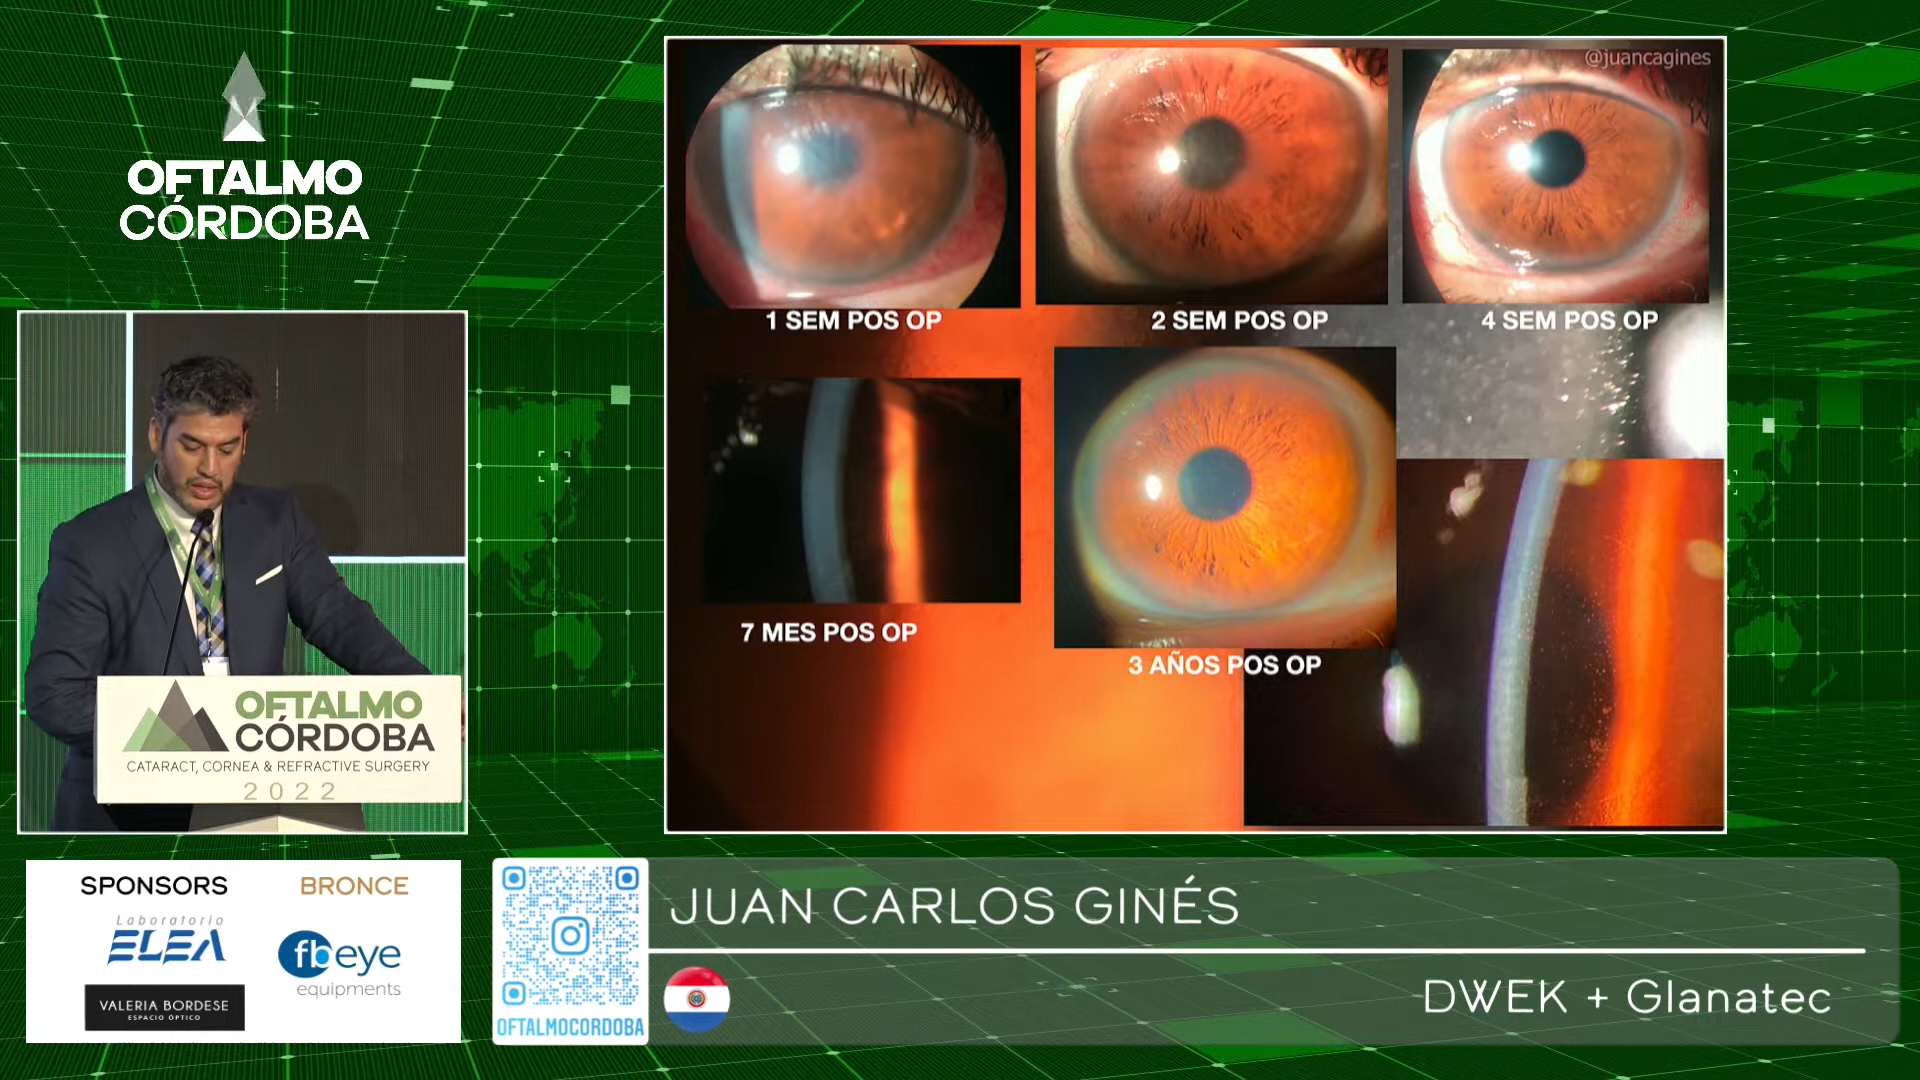 OFTALMO
CÓRDOBA
@juancagines
1 SEM POS OP
2 SEM POS OP
4 SEM POS OP
7 MES POS OP
3 AÑOS POS OP
OFTALMO
CÓRDOBA
CATARACT, CORNEA & REFRACTIVE SURGERY
2022
SPONSORS
BRONCE
Laboratorio
ELEA
fbeye
equipments
VALERIA BORDESE
ESPACIO ÓPTICO
OFTALMOCORDOBA
JUAN CARLOS GINÉS
DWEK + Glanatec